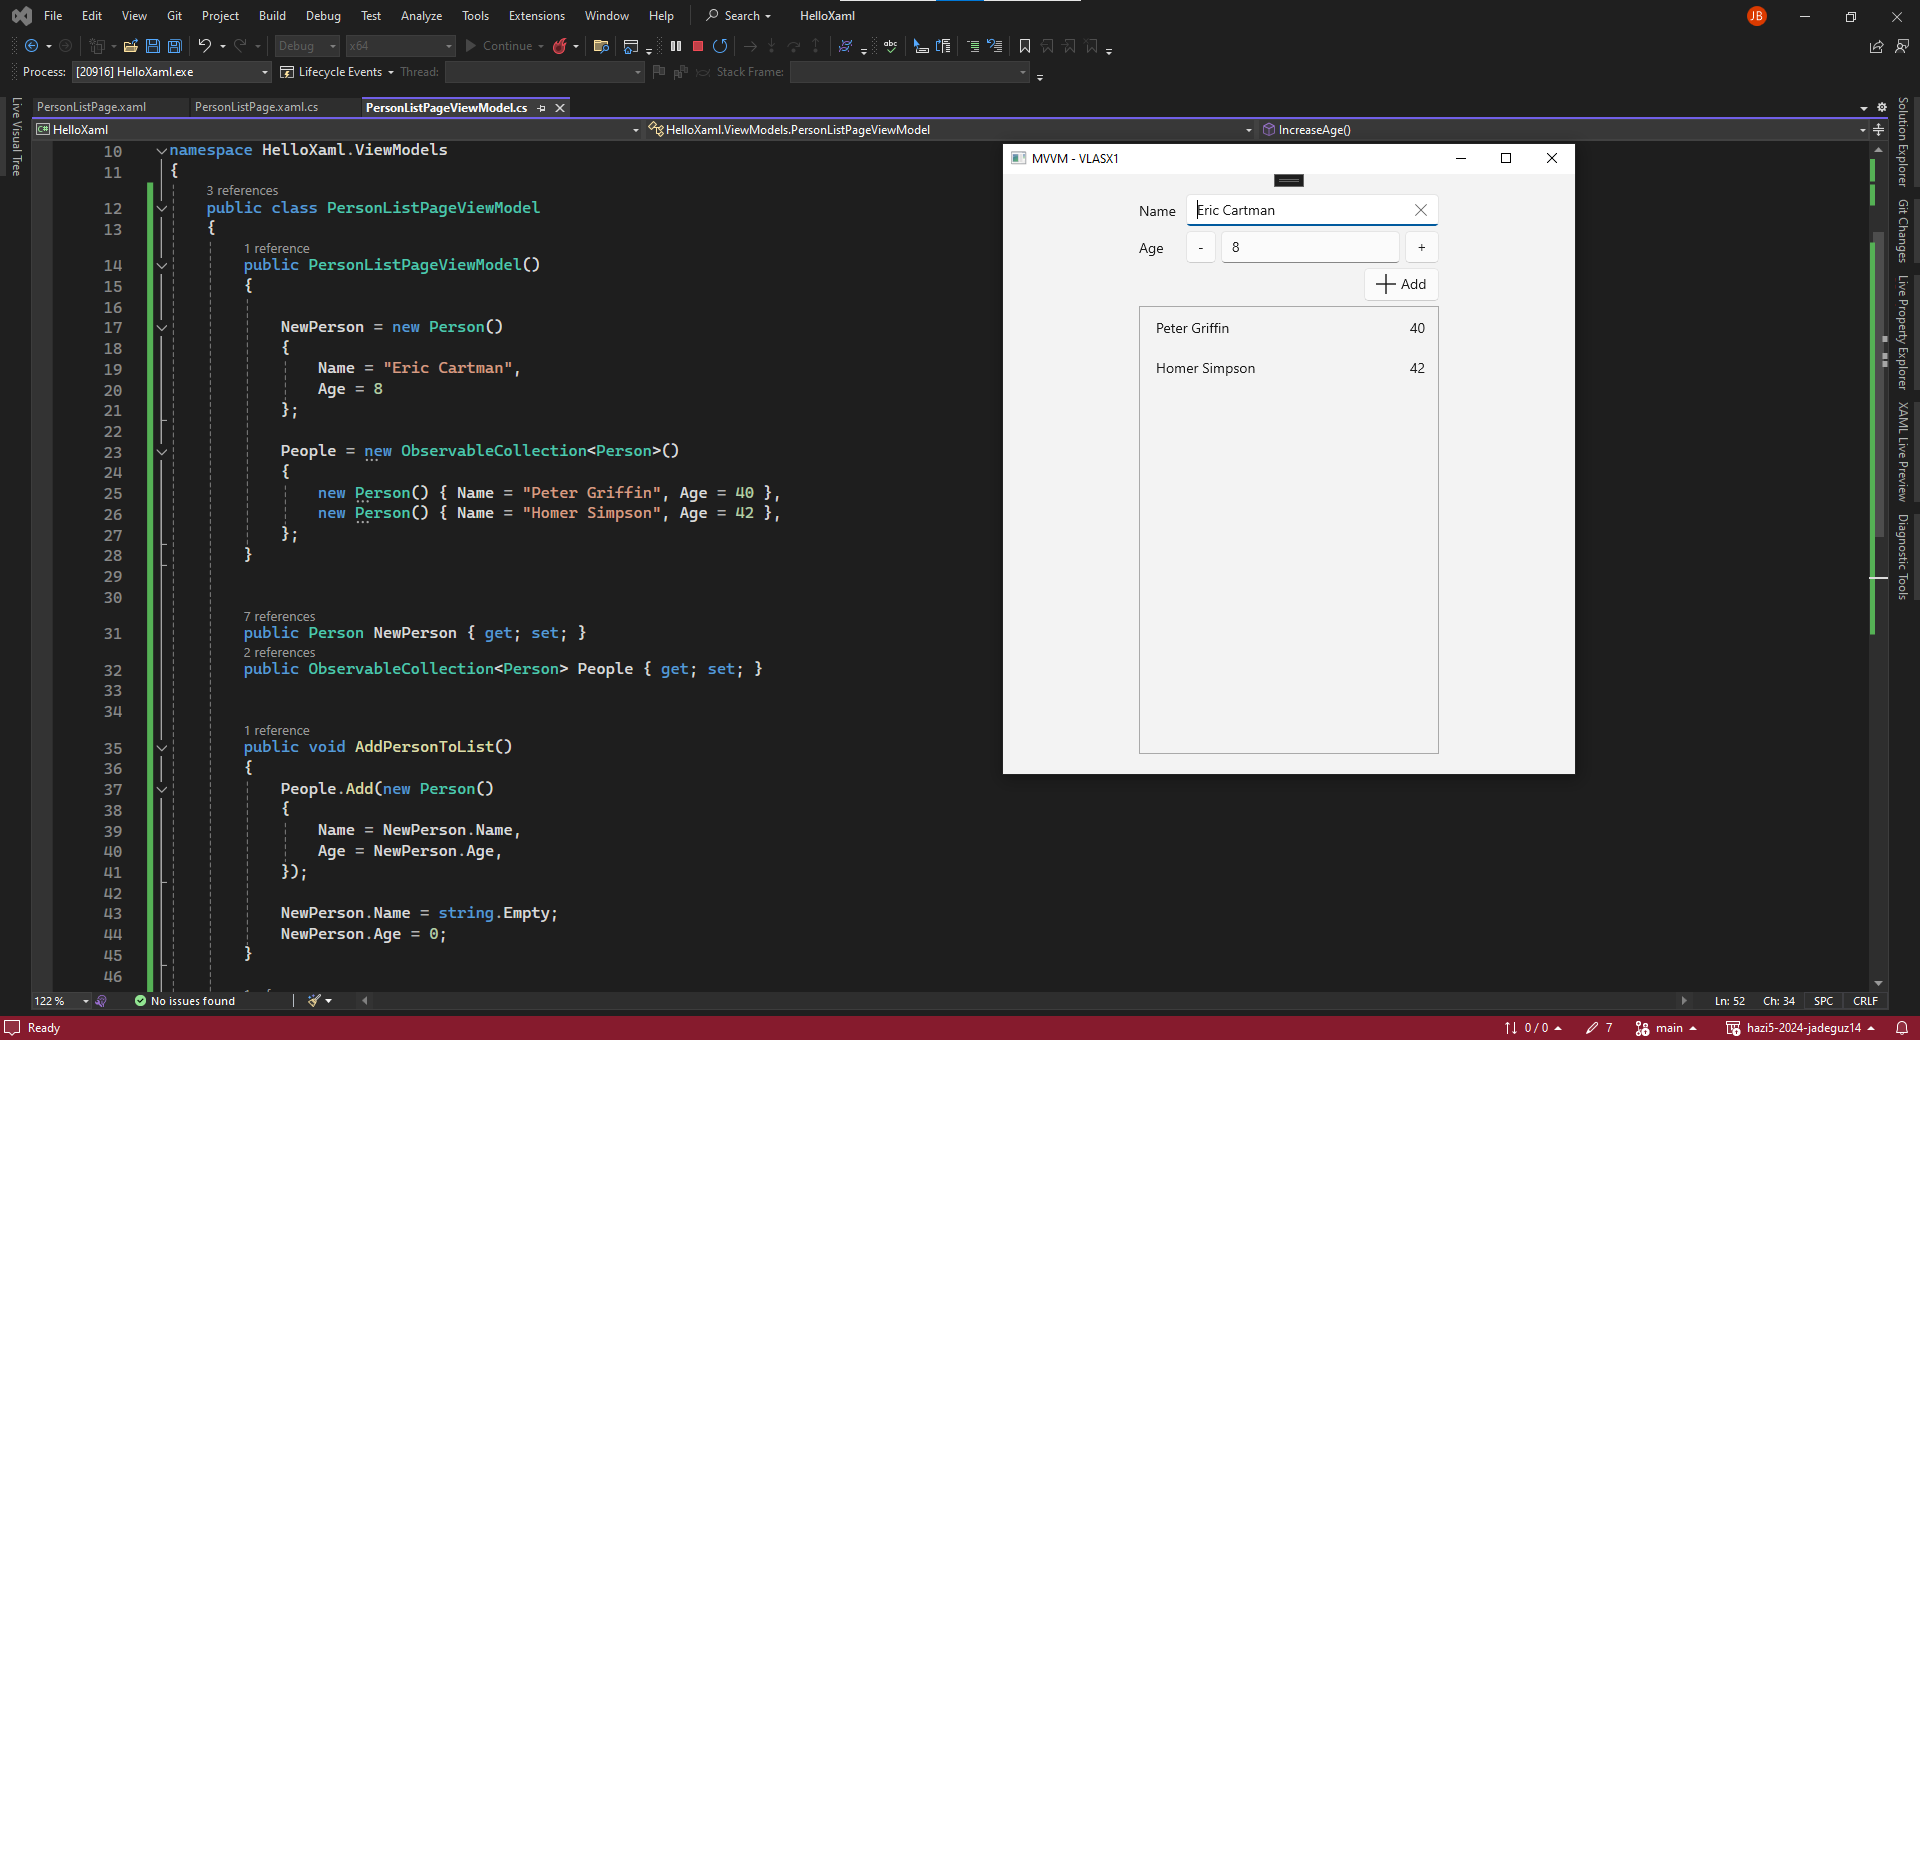 File Edit View Git Project Build Debug Test Analyze Tools Extensions Window Help Search HelloXaml JB
Debug x64 Continue
Process: [20916] HelloXaml.exe Lifecycle Events Thread: Stack Frame:
Live Visual Tree
PersonListPage.xaml PersonListPage.xaml.cs PersonListPageViewModel.cs
HelloXaml HelloXaml.ViewModels.PersonListPageViewModel IncreaseAge()
10 namespace HelloXaml.ViewModels
11 {
3 references
12 public class PersonListPageViewModel
13 {
1 reference
14 public PersonListPageViewModel()
15 {
16
17 NewPerson = new Person()
18 {
19 Name = "Eric Cartman",
20 Age = 8
21 };
22
23 People = new ObservableCollection<Person>()
24 {
25 new Person() { Name = "Peter Griffin", Age = 40 },
26 new Person() { Name = "Homer Simpson", Age = 42 },
27 };
28 }
29
30
7 references
31 public Person NewPerson { get; set; }
2 references
32 public ObservableCollection<Person> People { get; set; }
33
34
1 reference
35 public void AddPersonToList()
36 {
37 People.Add(new Person()
38 {
39 Name = NewPerson.Name,
40 Age = NewPerson.Age,
41 });
42
43 NewPerson.Name = string.Empty;
44 NewPerson.Age = 0;
45 }
46
MVVM - VLASX1
Name Eric Cartman
Age - 8 +
Add
Peter Griffin 40
Homer Simpson 42
Solution Explorer
Git Changes
Live Property Explorer
XAML Live Preview
Diagnostic Tools
122 % No issues found Ln: 52 Ch: 34 SPC CRLF
Ready 0 / 0 7 main hazi5-2024-jadeguz14